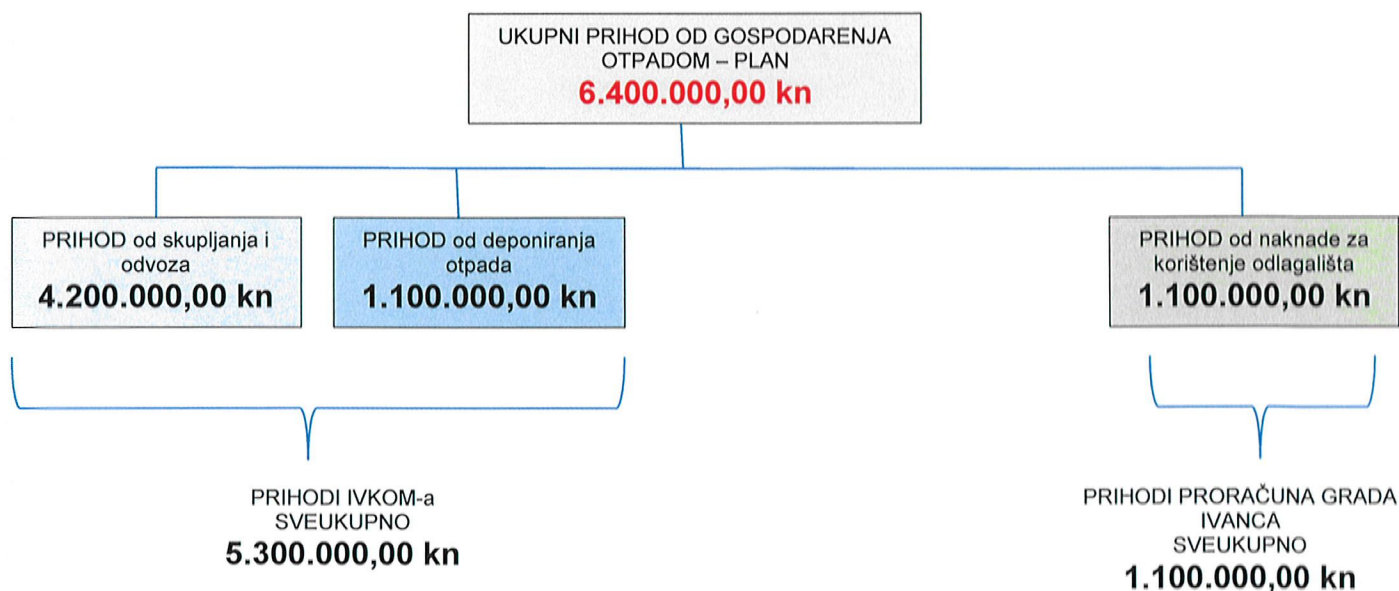 UKUPNI PRIHOD OD GOSPODARENJA
OTPADOM – PLAN
6.400.000,00 kn
PRIHOD od skupljanja i
odvoza
4.200.000,00 kn
PRIHOD od deponiranja
otpada
1.100.000,00 kn
PRIHOD od naknade za
korištenje odlagališta
1.100.000,00 kn
PRIHODI IVKOM-a
SVEUKUPNO
5.300.000,00 kn
PRIHODI PRORAČUNA GRADA
IVANCA
SVEUKUPNO
1.100.000,00 kn